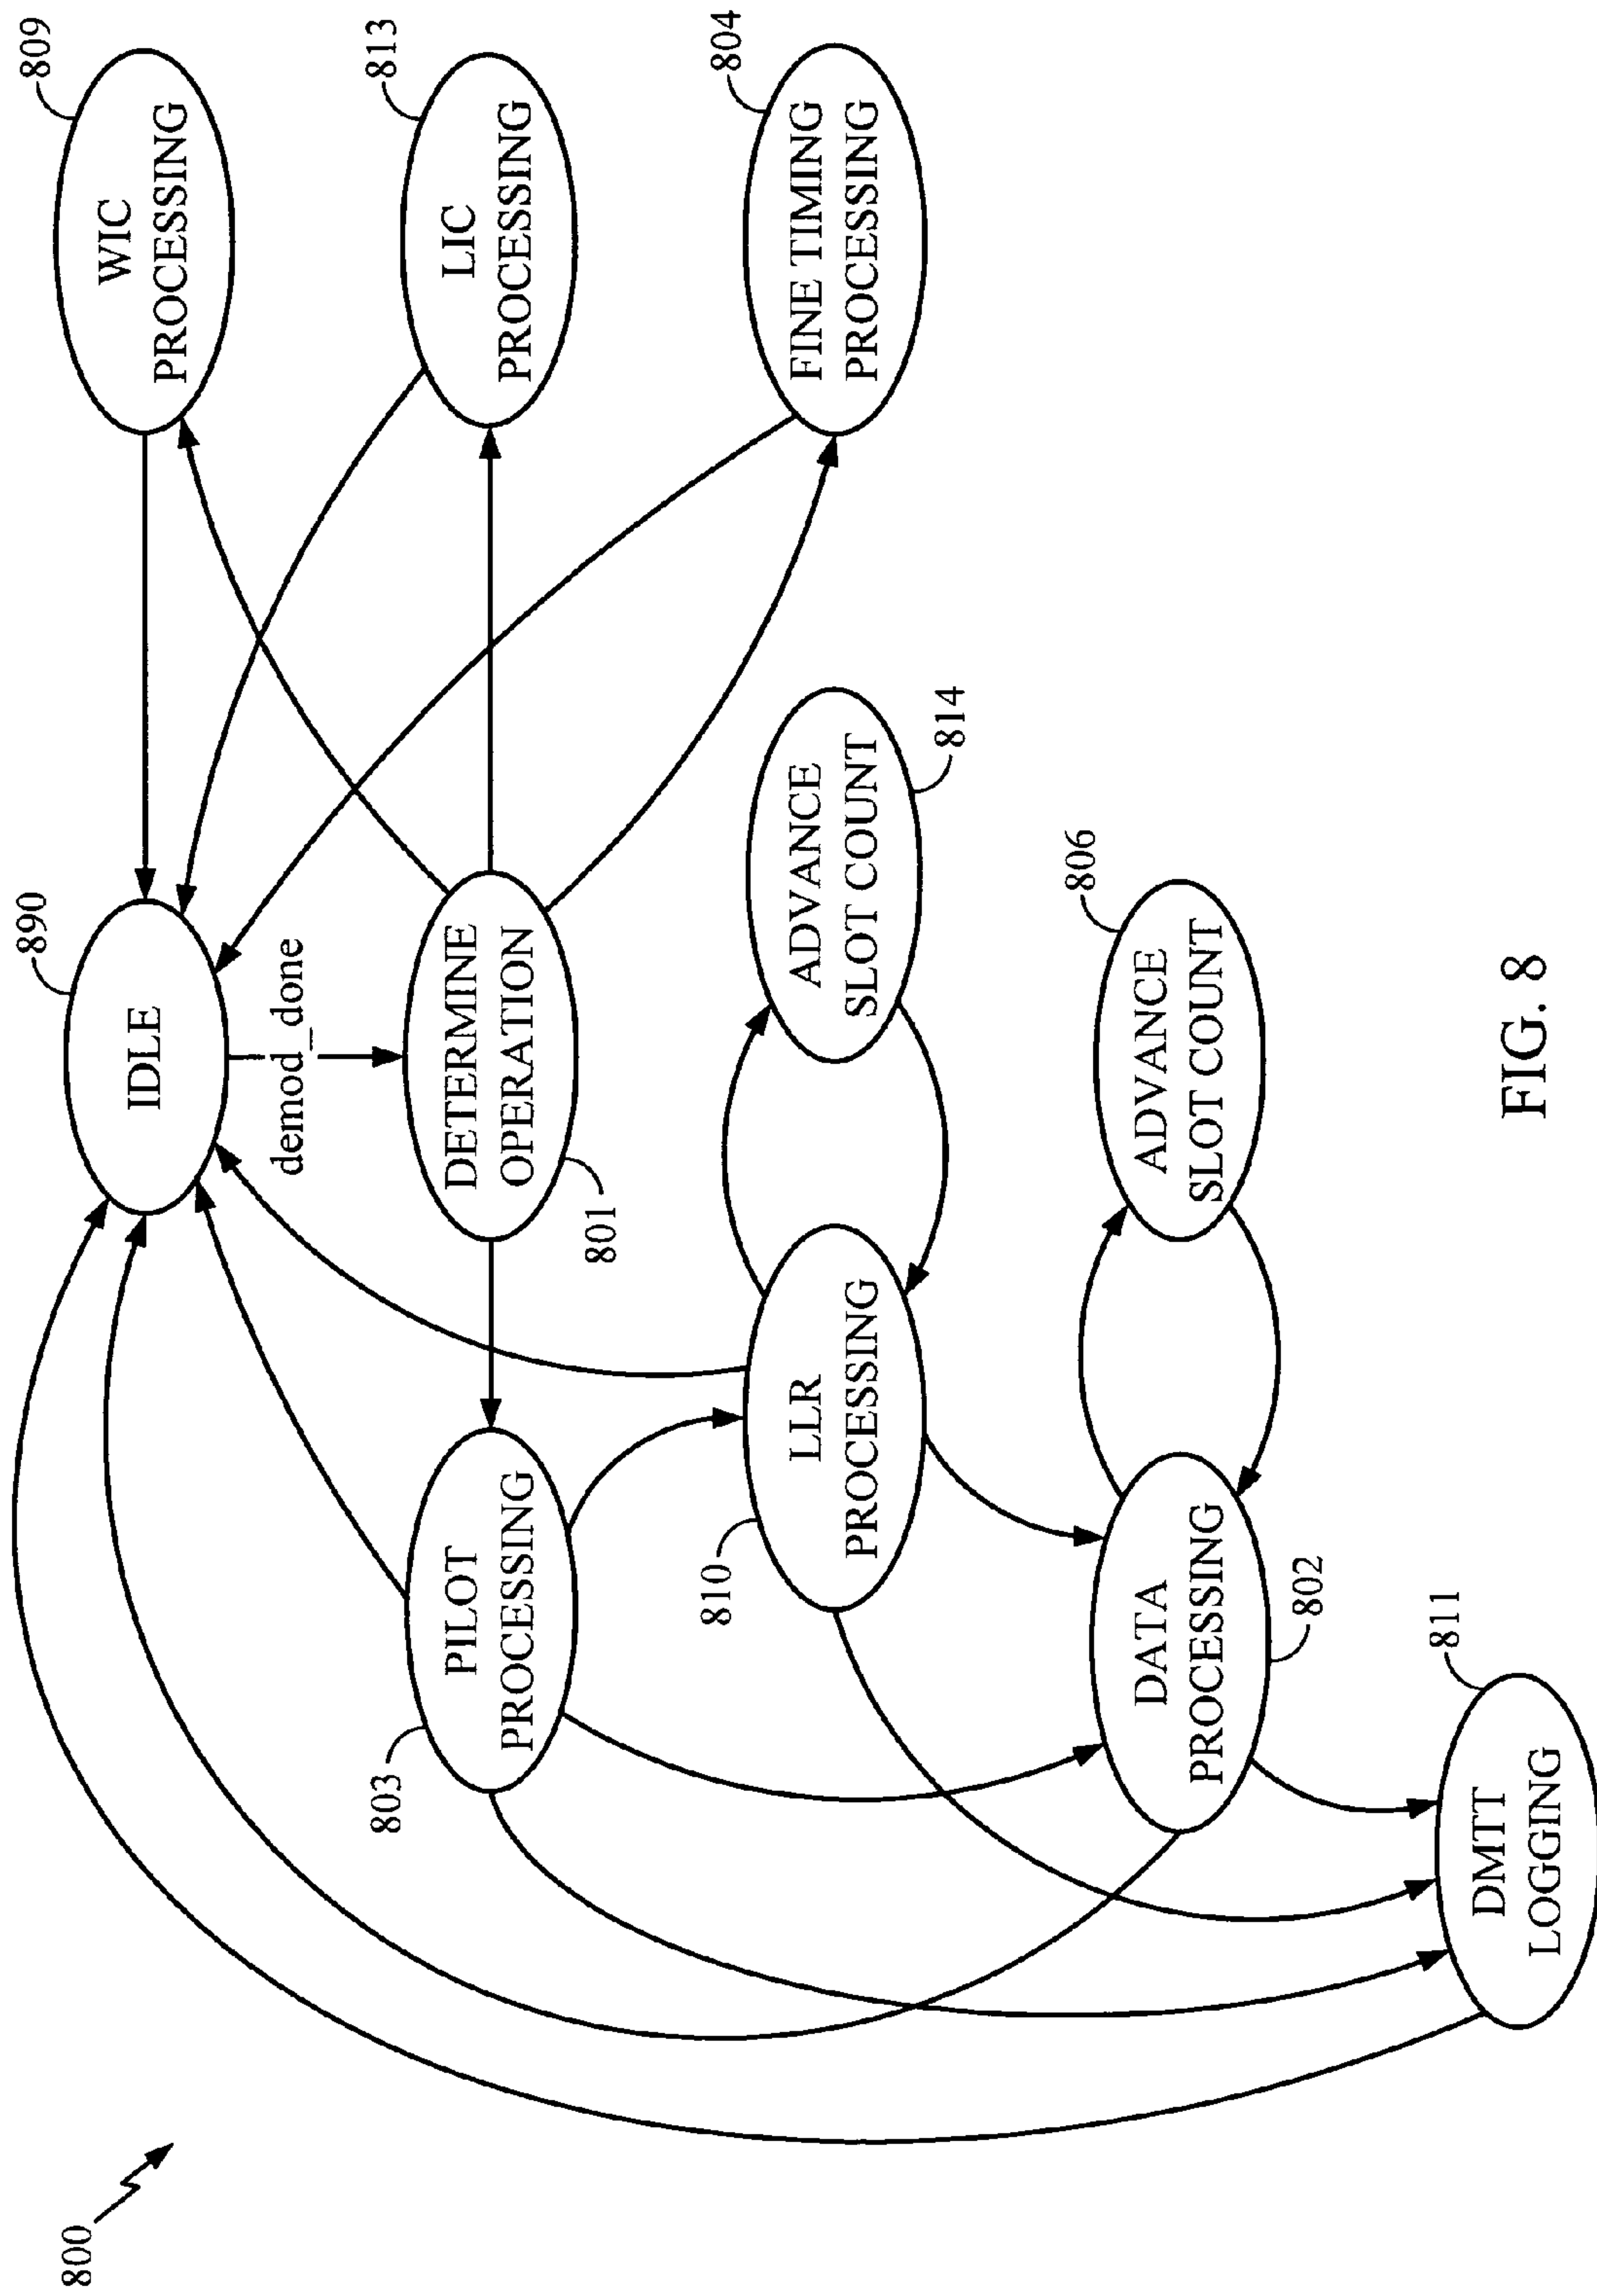 800
890
IDLE
demod_done
809
WIC
PROCESSING
803
PILOT
PROCESSING
801
DETERMINE
OPERATION
813
LIC
PROCESSING
810
LLR
PROCESSING
814
ADVANCE
SLOT COUNT
804
FINE TIMING
PROCESSING
802
DATA
PROCESSING
806
ADVANCE
SLOT COUNT
811
DMTT
LOGGING
FIG. 8